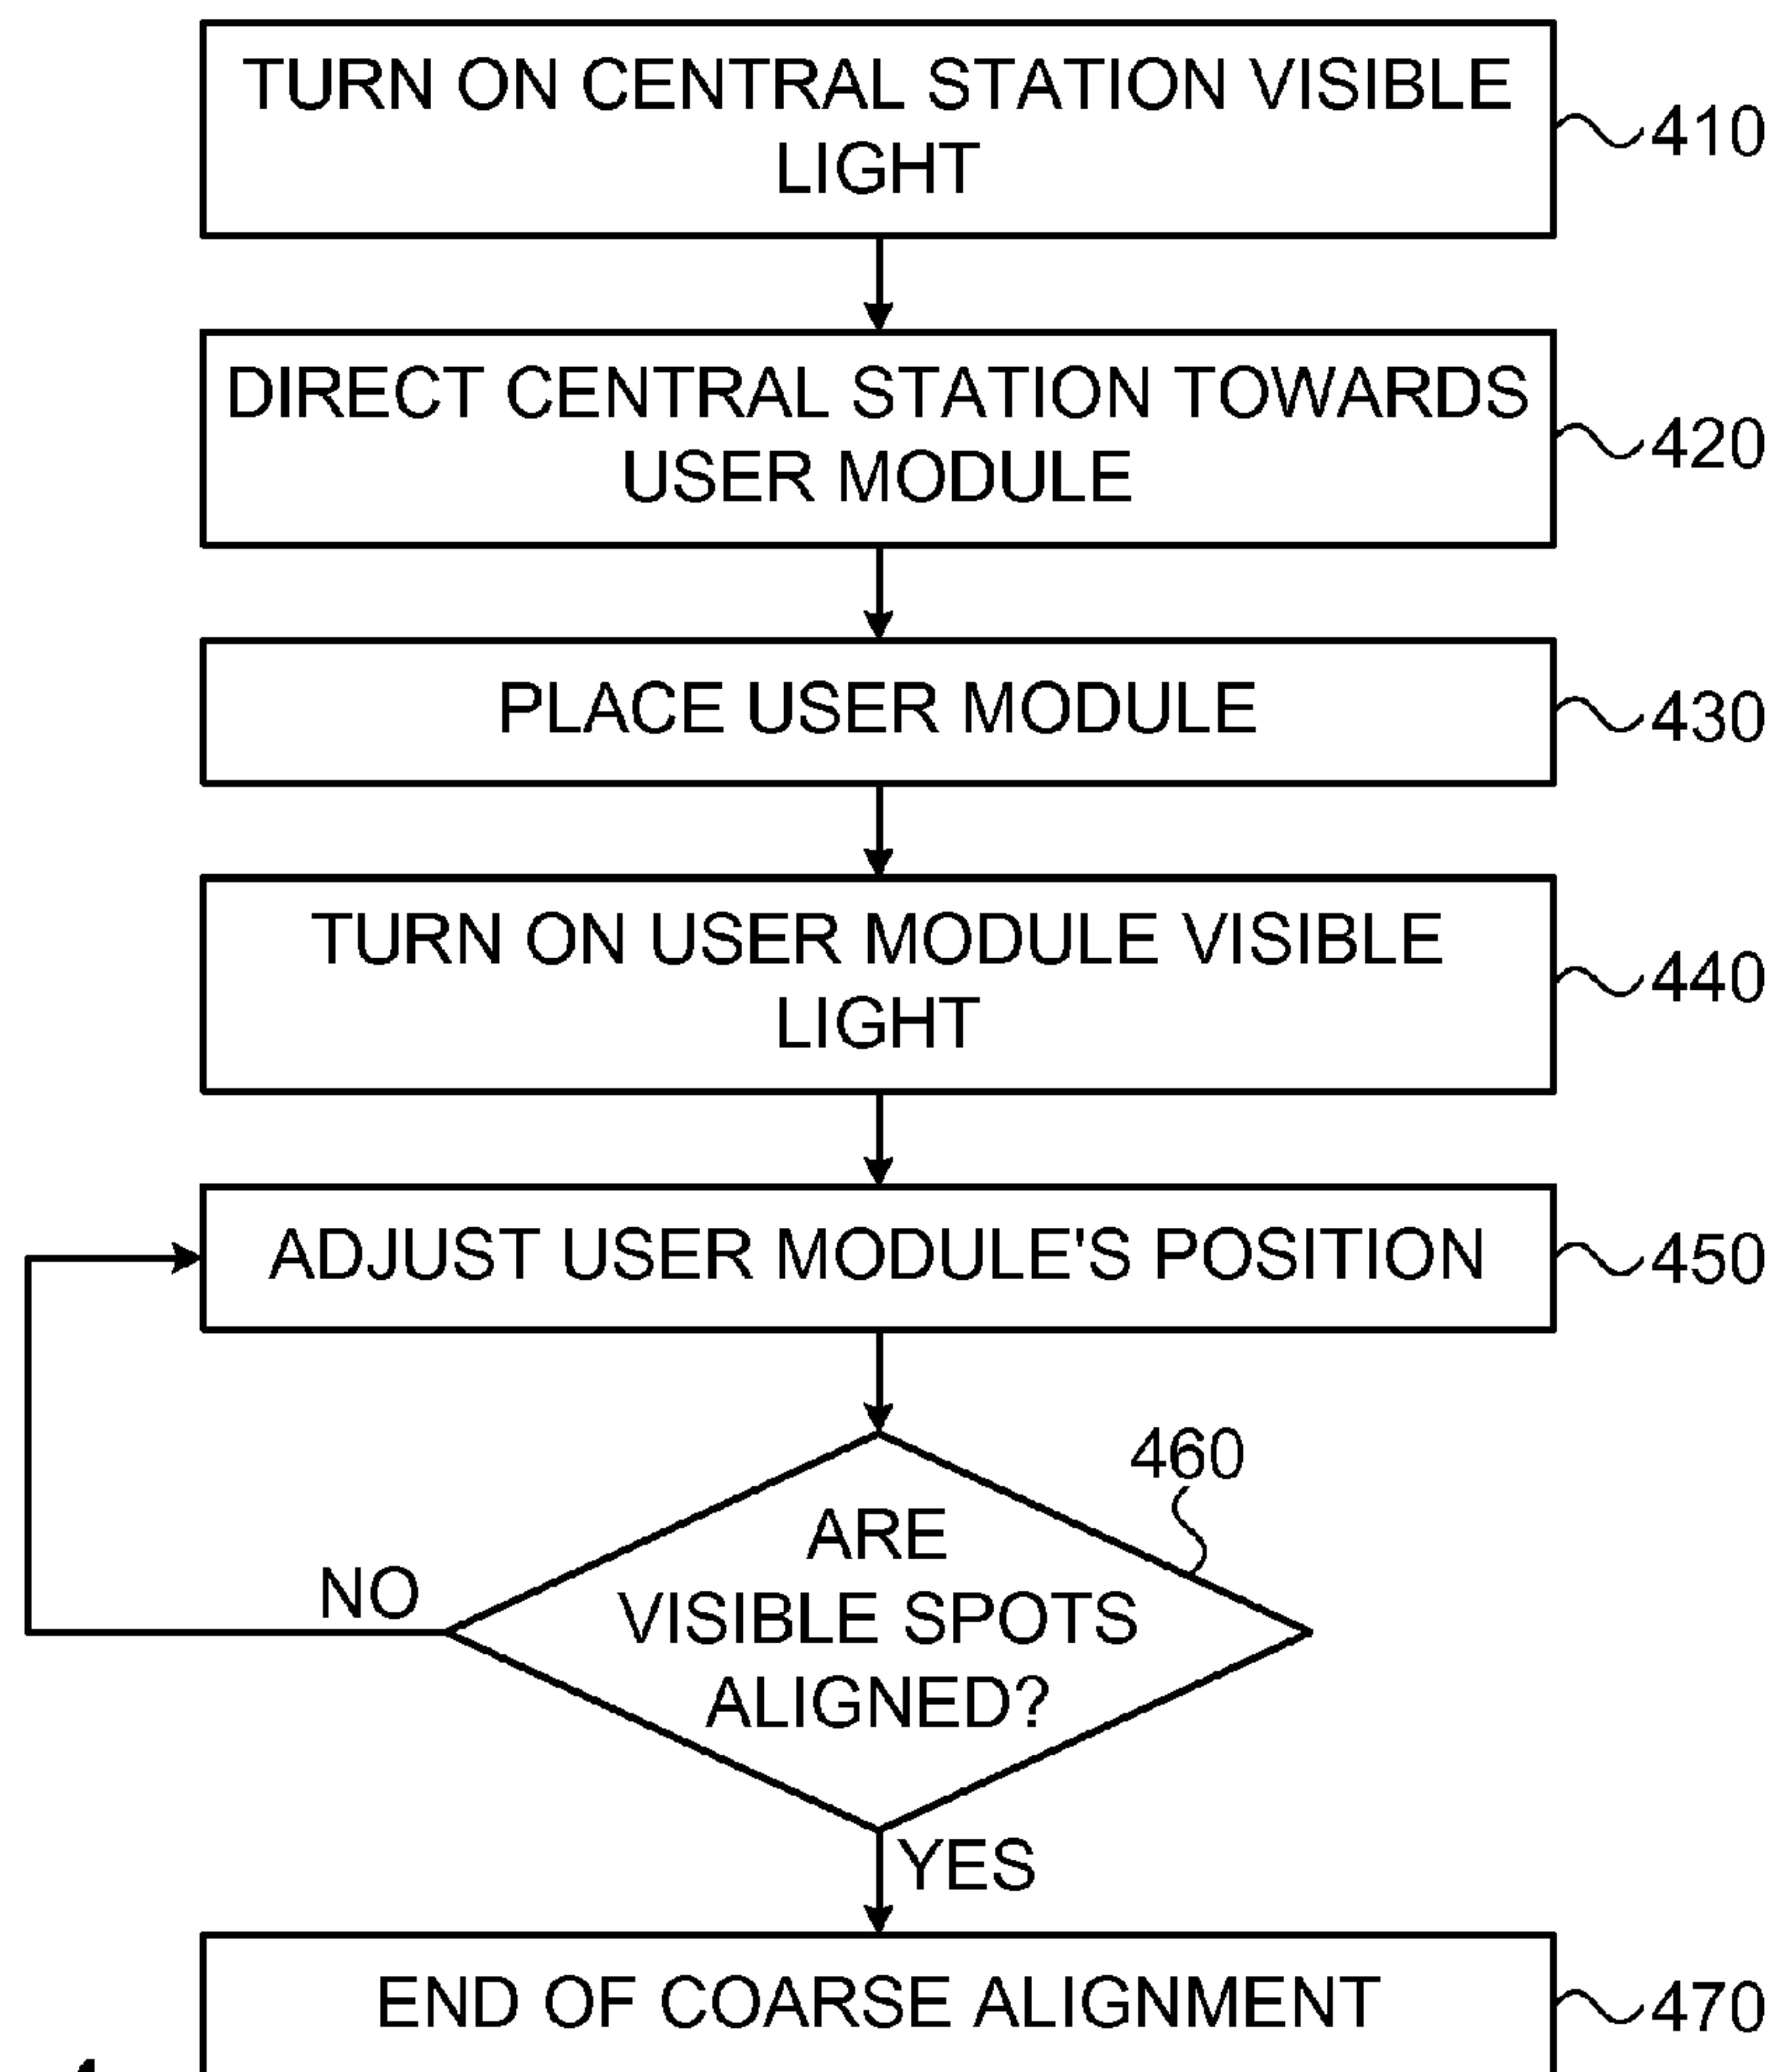 TURN ON CENTRAL STATION VISIBLE
LIGHT
410
DIRECT CENTRAL STATION TOWARDS
USER MODULE
420
PLACE USER MODULE
430
TURN ON USER MODULE VISIBLE
LIGHT
440
ADJUST USER MODULE'S POSITION
450
460
ARE
VISIBLE SPOTS
ALIGNED?
NO
YES
END OF COARSE ALIGNMENT
470